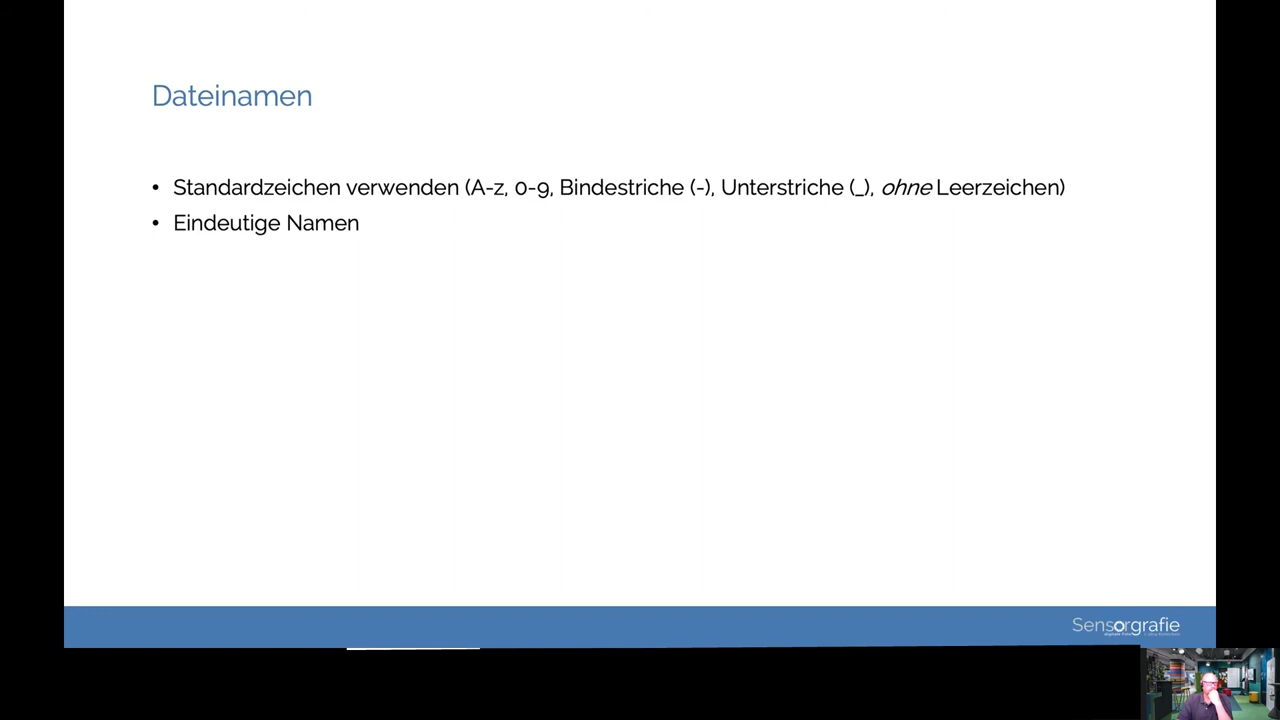 Dateinamen
• Standardzeichen verwenden (A-z, 0-9, Bindestriche (-), Unterstriche (_), ohne Leerzeichen)
• Eindeutige Namen
Sensorgrafie